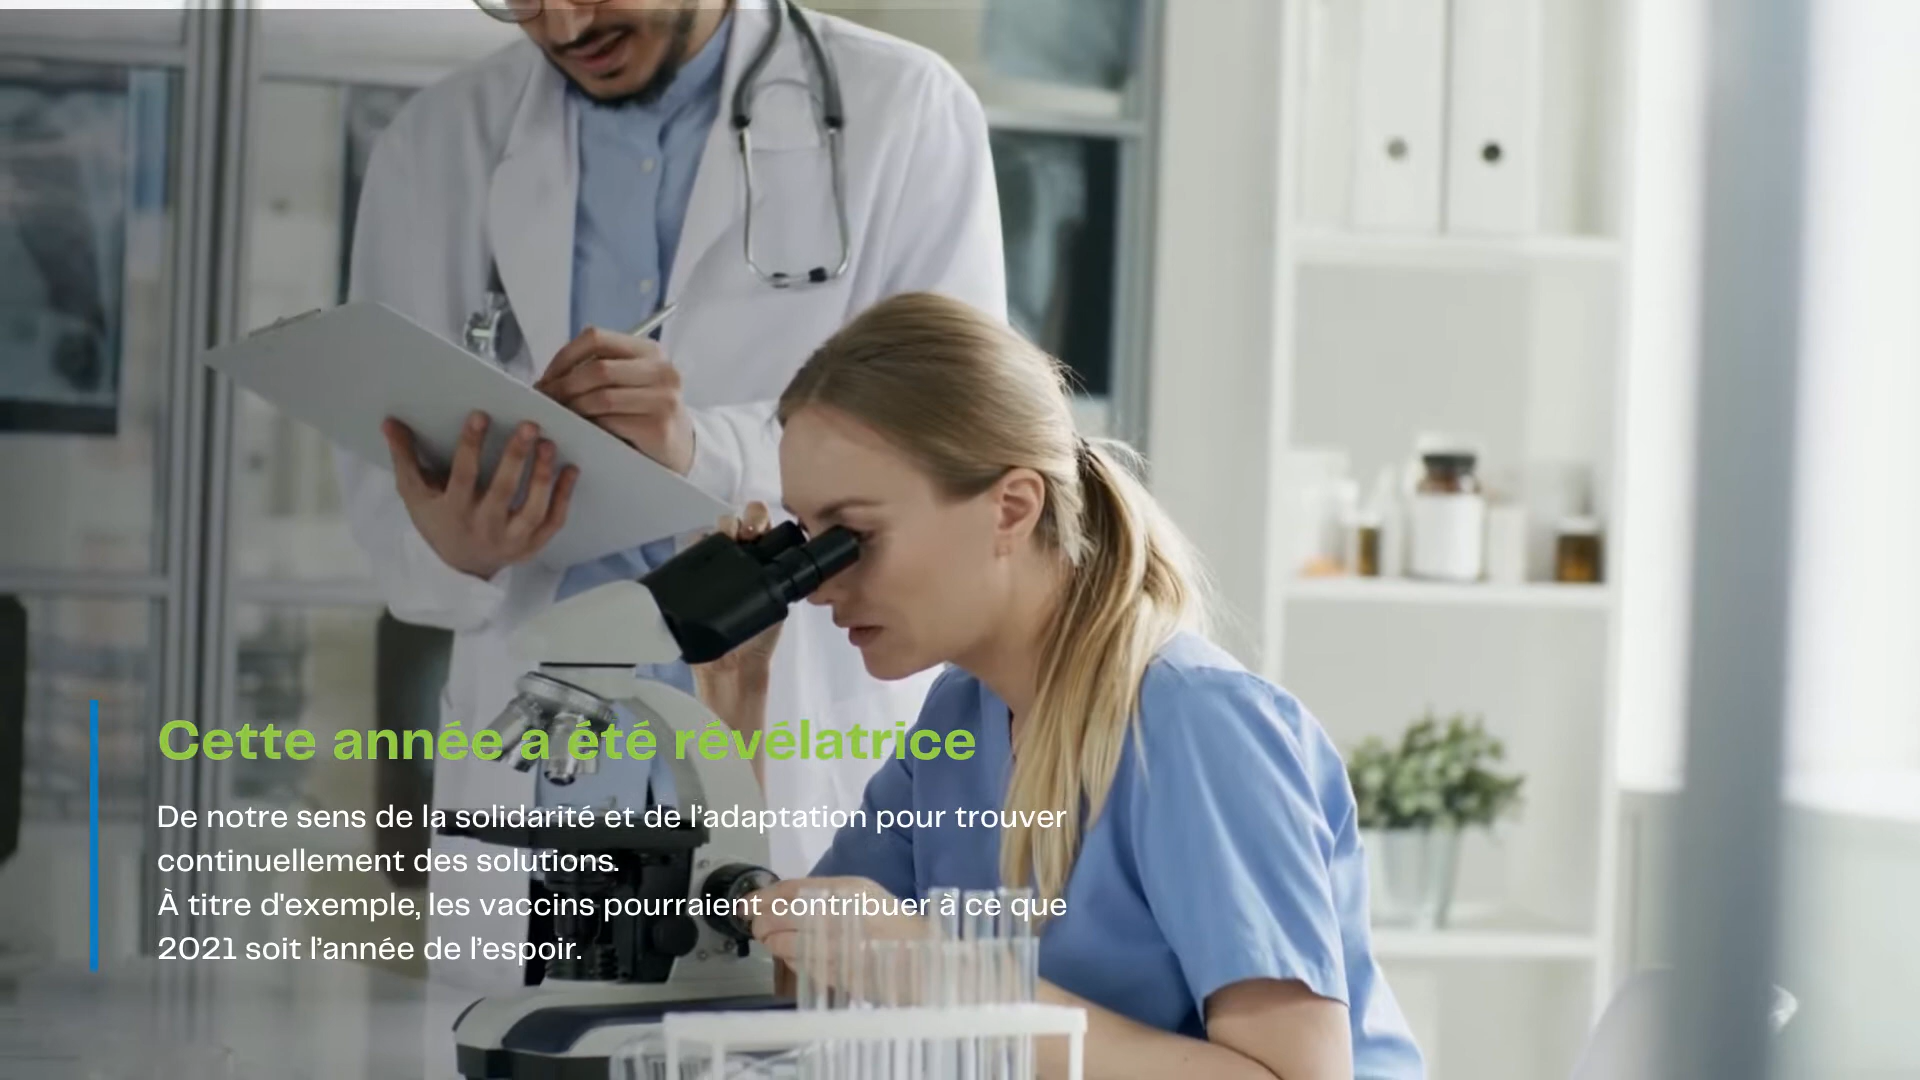 Cette année a été révélatrice
De notre sens de la solidarité et de l’adaptation pour trouver
continuellement des solutions.
À titre d'exemple, les vaccins pourraient contribuer à ce que
2021 soit l’année de l’espoir.